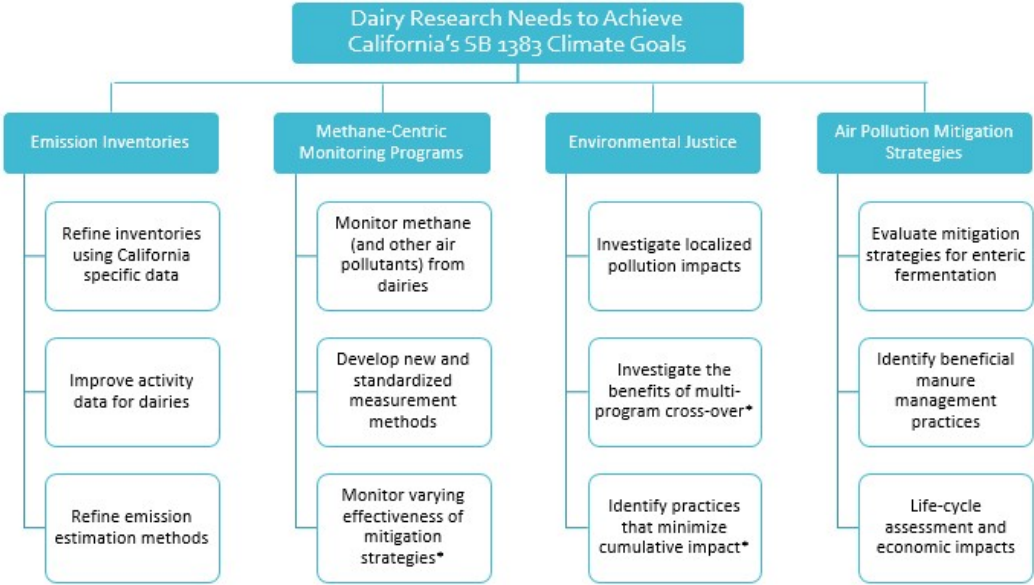 Dairy Research Needs to Achieve
California's SB 1383 Climate Goals
Emission Inventories
Refine inventories
using California
specific data
Improve activity
data for dairies
Refine emission
estimation methods
Methane-Centric
Monitoring Programs
Monitor methane
(and other air
pollutants) from
dairies
Develop new and
standardized
measurement
methods
Monitor varying
effectiveness of
mitigation
strategies*
Environmental Justice
Investigate localized
pollution impacts
Investigate the
benefits of multi-
program cross-over*
Identify practices
that minimize
cumulative impact*
Air Pollution Mitigation
Strategies
Evaluate mitigation
strategies for enteric
fermentation
Identify beneficial
manure
management
practices
Life-cycle
assessment and
economic impacts